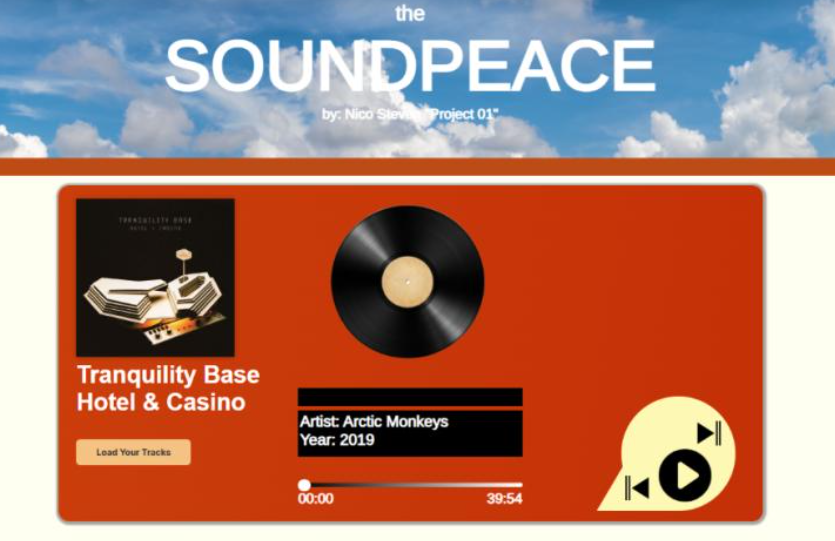 the
SOUNDPEACE
by: Nico "Project 01"
TRANQUILITY BASE
HOTEL + CASINO
Tranquility Base
Hotel & Casino
Load Your Tracks
Artist: Arctic Monkeys
Year: 2019
00:00
39:54